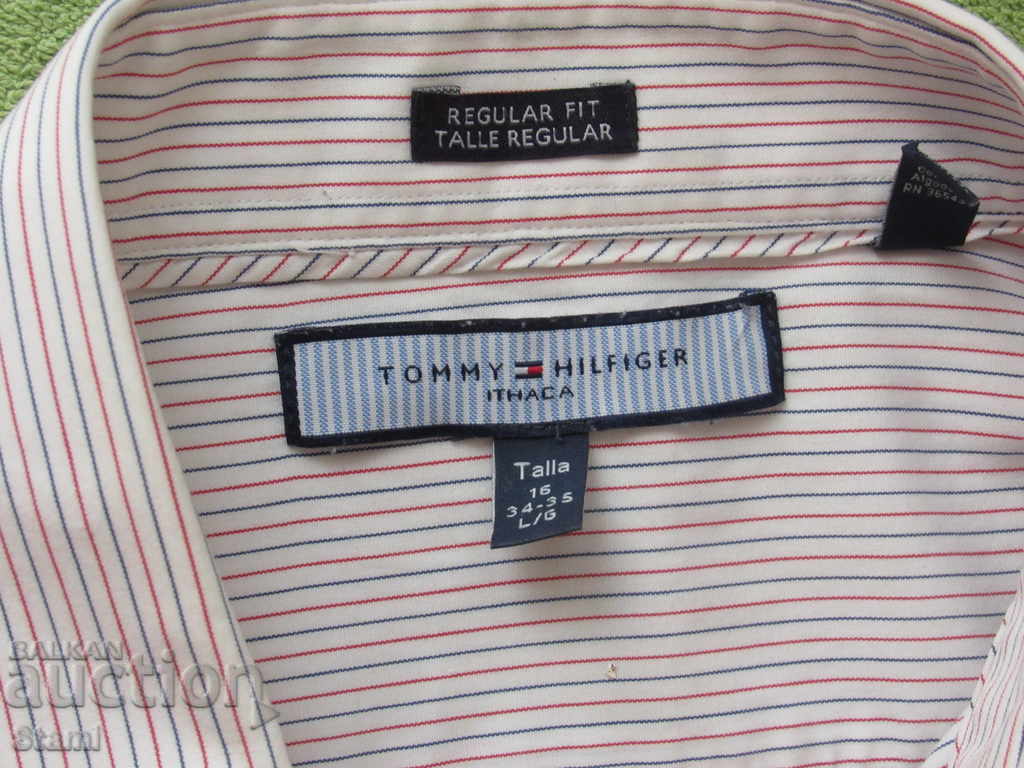 REGULAR FIT
TALLE REGULAR
TOMMY HILFIGER
ITHACA
Talla
16
34-35
L/G
BALKAN
auction
Stami